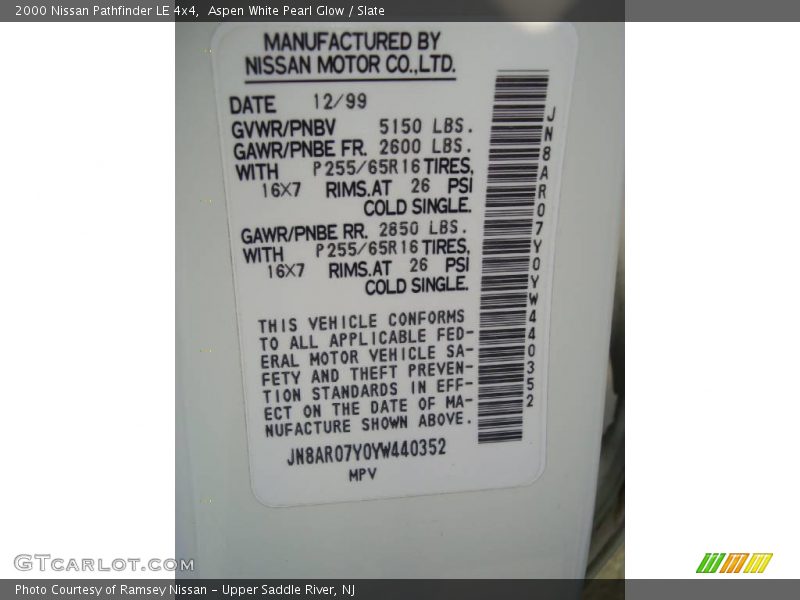 2000 Nissan Pathfinder LE 4x4,  Aspen White Pearl Glow / Slate
MANUFACTURED BY
NISSAN MOTOR CO.,LTD.
DATE 12/99
GVWR/PNBV 5150 LBS.
GAWR/PNBE FR. 2600 LBS.
WITH P255/65R16 TIRES,
16X7 RIMS.AT 26 PSI
COLD SINGLE.
GAWR/PNBE RR. 2850 LBS.
WITH P255/65R16 TIRES,
16X7 RIMS.AT 26 PSI
COLD SINGLE.
THIS VEHICLE CONFORMS
TO ALL APPLICABLE FED-
ERAL MOTOR VEHICLE SA-
FETY AND THEFT PREVEN-
TION STANDARDS IN EFF-
ECT ON THE DATE OF MA-
NUFACTURE SHOWN ABOVE.
JN8AR07Y0YW440352
MPV
JN8AR07Y0YW440352
GTcarlot.com
Photo Courtesy of Ramsey Nissan - Upper Saddle River, NJ